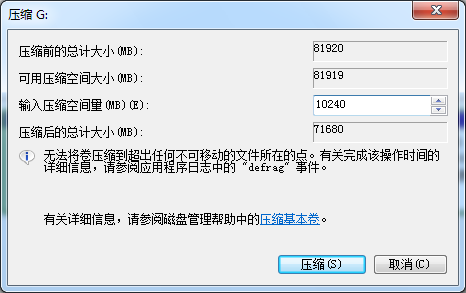 压缩 G:
压缩前的总计大小(MB): 81920
可用压缩空间大小(MB): 81919
输入压缩空间量(MB)(E): 10240
压缩后的总计大小(MB): 71680
无法将卷压缩到超出任何不可移动的文件所在的点。有关完成该操作时间的
详细信息，请参阅应用程序日志中的 "defrag" 事件。
有关详细信息，请参阅磁盘管理帮助中的压缩基本卷。
压缩(S) 取消(C)